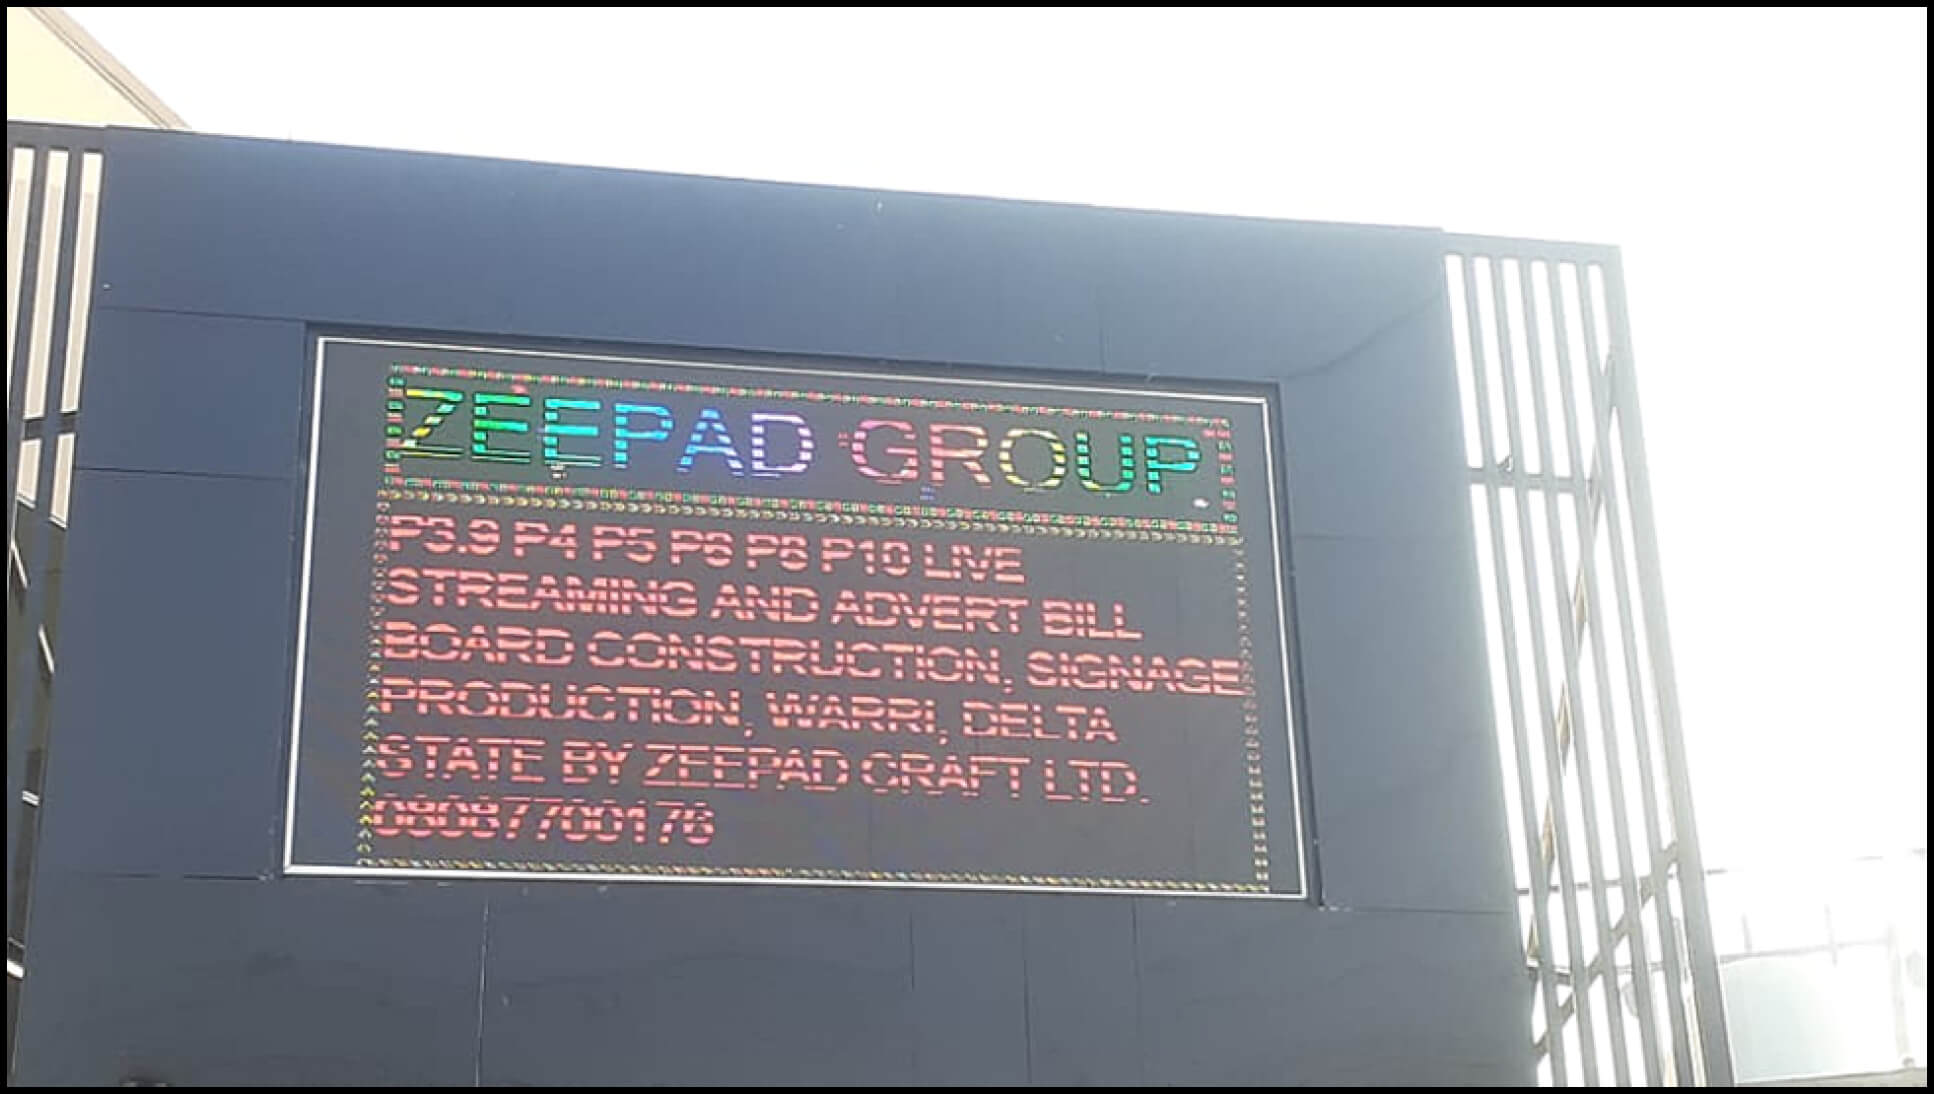 ZEEPAD GROUP
P3.9 P4 P5 P6 P8 P10 LIVE
STREAMING AND ADVERT BILL
BOARD CONSTRUCTION, SIGNAGE
PRODUCTION, WARRI, DELTA
STATE BY ZEEPAD CRAFT LTD.
08087700176